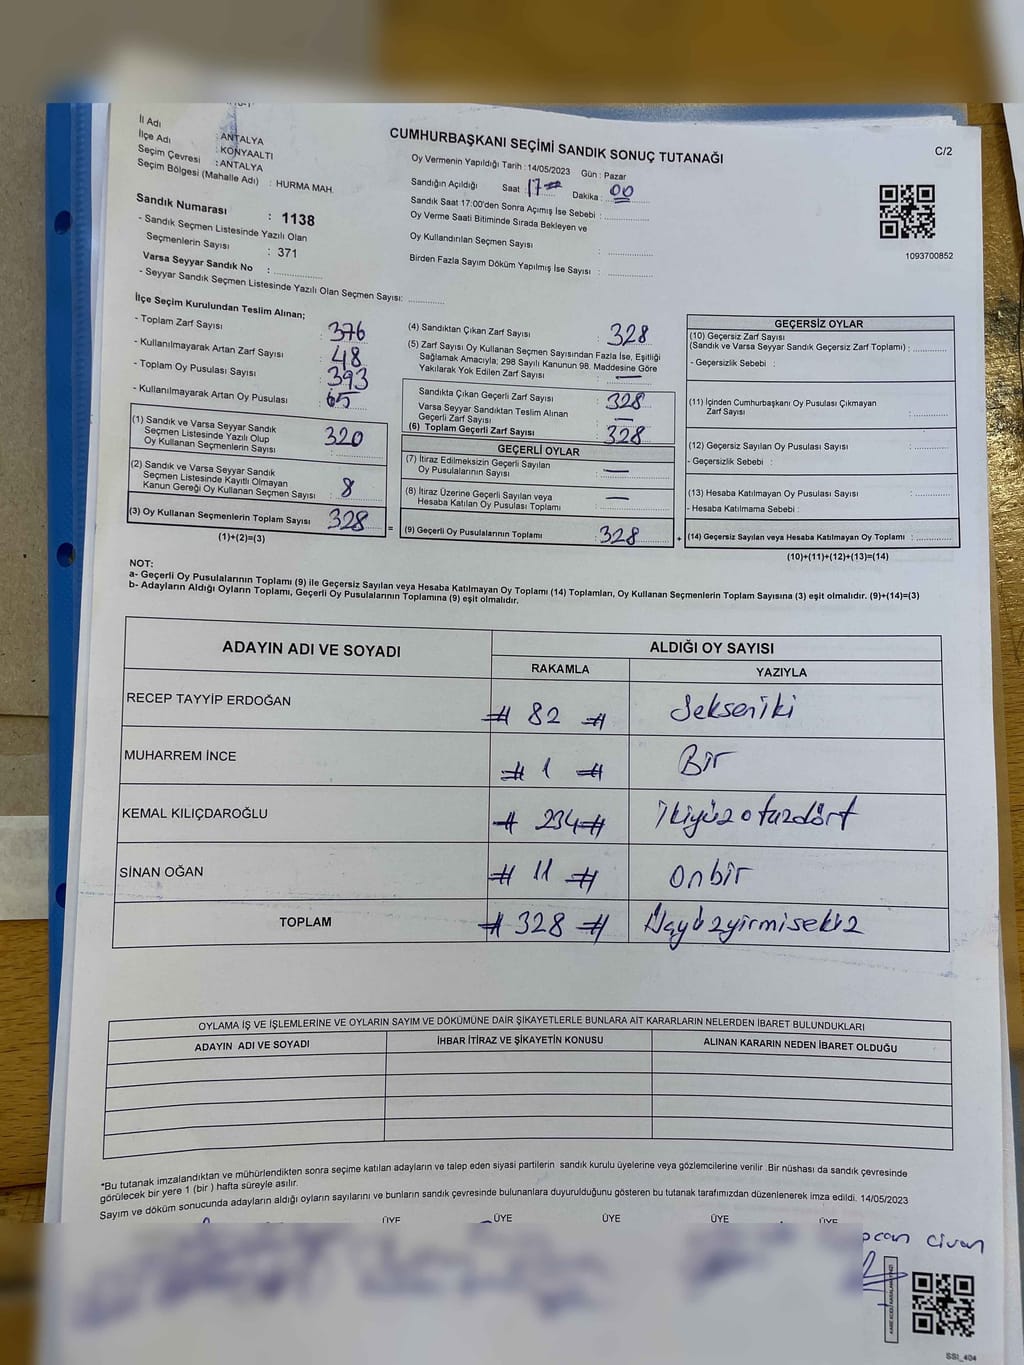 İl Adı : ANTALYA
İlçe Adı : KONYAALTI
Seçim Çevresi : ANTALYA
Seçim Bölgesi (Mahalle Adı) : HURMA MAH.
Sandık Numarası : 1138
- Sandık Seçmen Listesinde Yazılı Olan
Seçmenlerin Sayısı : 371
Varsa Seyyar Sandık No : ..............
- Seyyar Sandık Seçmen Listesinde Yazılı Olan Seçmen Sayısı: ..........
CUMHURBAŞKANI SEÇİMİ SANDIK SONUÇ TUTANAĞI
C/2
Oy Vermenin Yapıldığı Tarih : 14/05/2023 Gün : Pazar
Sandığın Açıldığı Saat : 17 Dakika : 00
Sandık Saat 17:00'den Sonra Açımış İse Sebebi : ..............
Oy Verme Saati Bitiminde Sırada Bekleyen ve
Oy Kullandırılan Seçmen Sayısı : ..............
Birden Fazla Sayım Döküm Yapılmış İse Sayısı : ..............
1093700852
İlçe Seçim Kurulundan Teslim Alınan;
- Toplam Zarf Sayısı : 376
- Kullanılmayarak Artan Zarf Sayısı : 48
- Toplam Oy Pusulası Sayısı : 393
- Kullanılmayarak Artan Oy Pusulası : 65
(1) Sandık ve Varsa Seyyar Sandık
Seçmen Listesinde Yazılı Olup
Oy Kullanan Seçmenlerin Sayısı : 320
(2) Sandık ve Varsa Seyyar Sandık
Seçmen Listesinde Kayıtlı Olmayan
Kanun Gereği Oy Kullanan Seçmen Sayısı : 8
(3) Oy Kullanan Seçmenlerin Toplam Sayısı : 328
(1)+(2)=(3)
=
(4) Sandıktan Çıkan Zarf Sayısı : 328
(5) Zarf Sayısı Oy Kullanan Seçmen Sayısından Fazla İse, Eşitliği
Sağlamak Amacıyla; 298 Sayılı Kanunun 98. Maddesine Göre
Yakılarak Yok Edilen Zarf Sayısı : —
Sandıkta Çıkan Geçerli Zarf Sayısı : 328
Varsa Seyyar Sandıktan Teslim Alınan
Geçerli Zarf Sayısı : —
(6) Toplam Geçerli Zarf Sayısı : 328
GEÇERLİ OYLAR
(7) İtiraz Edilmeksizin Geçerli Sayılan
Oy Pusulalarının Sayısı : —
(8) İtiraz Üzerine Geçerli Sayılan veya
Hesaba Katılan Oy Pusulası Toplamı : —
(9) Geçerli Oy Pusulalarının Toplamı : 328
+
GEÇERSİZ OYLAR
(10) Geçersiz Zarf Sayısı
(Sandık ve Varsa Seyyar Sandık Geçersiz Zarf Toplamı) : ..........
- Geçersizlik Sebebi :
(11) İçinden Cumhurbaşkanı Oy Pusulası Çıkmayan
Zarf Sayısı : ..........
(12) Geçersiz Sayılan Oy Pusulası Sayısı : ..........
- Geçersizlik Sebebi :
(13) Hesaba Katılmayan Oy Pusulası Sayısı : ..........
- Hesaba Katılmama Sebebi :
(14) Geçersiz Sayılan veya Hesaba Katılmayan Oy Toplamı : ..........
(10)+(11)+(12)+(13)=(14)
NOT:
a- Geçerli Oy Pusulalarının Toplamı (9) ile Geçersiz Sayılan veya Hesaba Katılmayan Oy Toplamı (14) Toplamları, Oy Kullanan Seçmenlerin Toplam Sayısına (3) eşit olmalıdır. (9)+(14)=(3)
b- Adayların Aldığı Oyların Toplamı, Geçerli Oy Pusulalarının Toplamına (9) eşit olmalıdır.
ADAYIN ADI VE SOYADI ALDIĞI OY SAYISI
RAKAMLA YAZIYLA
RECEP TAYYİP ERDOĞAN # 82 # Sekseniki
MUHARREM İNCE # 1 # Bir
KEMAL KILIÇDAROĞLU # 234 # İkiyüzotuzdört
SİNAN OĞAN # 11 # Onbir
TOPLAM # 328 # Üçyüzyirmisekiz
OYLAMA İŞ VE İŞLEMLERİNE VE OYLARIN SAYIM VE DÖKÜMÜNE DAİR ŞİKAYETLERLE BUNLARA AİT KARARLARIN NELERDEN İBARET BULUNDUKLARI
ADAYIN ADI VE SOYADI İHBAR İTİRAZ VE ŞİKAYETİN KONUSU ALINAN KARARIN NEDEN İBARET OLDUĞU
*Bu tutanak imzalandıktan ve mühürlendikten sonra seçime katılan adayların ve talep eden siyasi partilerin sandık kurulu üyelerine veya gözlemcilerine verilir .Bir nüshası da sandık çevresinde
görülecek bir yere 1 (bir ) hafta süreyle asılır.
Sayım ve döküm sonucunda adayların aldığı oyların sayılarını ve bunların sandık çevresinde bulunanlara duyurulduğunu gösteren bu tutanak tarafımızdan düzenlenerek imza edildi. 14/05/2023
ÜYE ÜYE ÜYE ÜYE ÜYE
civan
SSI_404